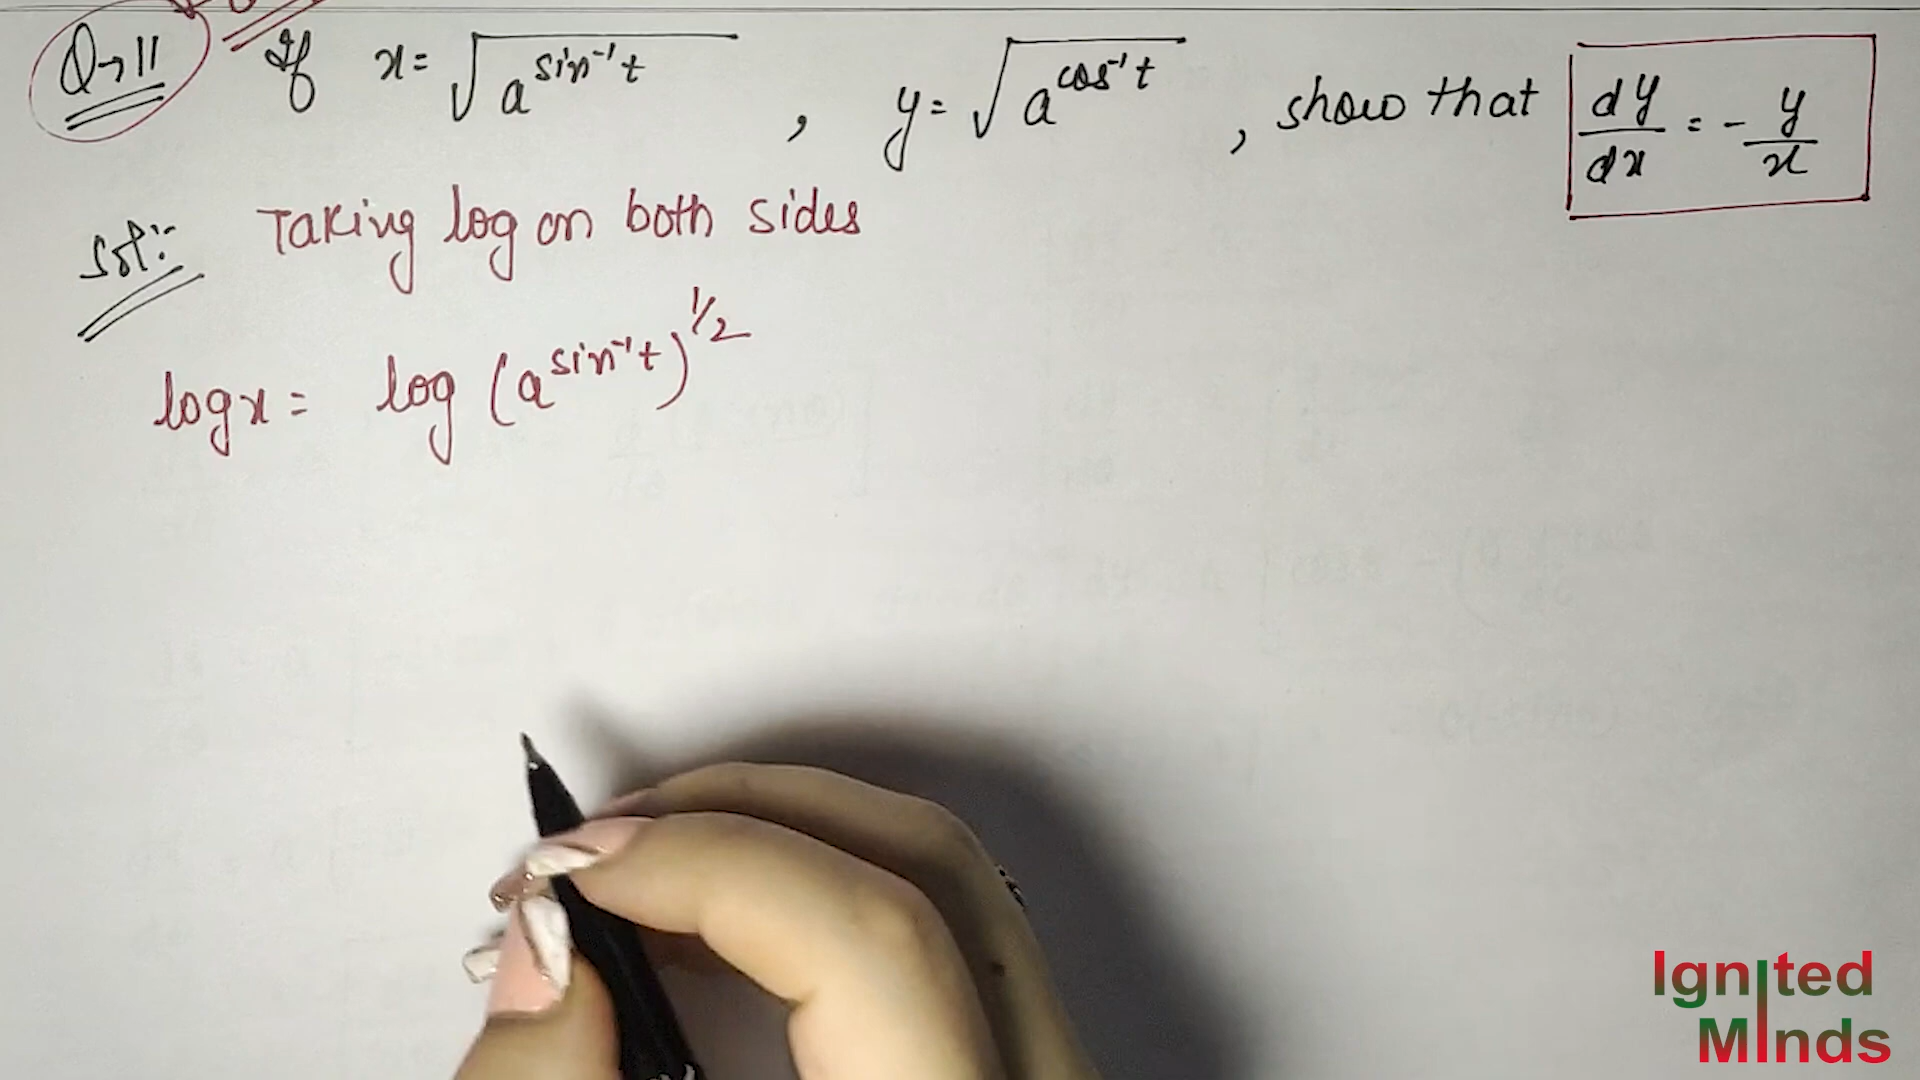 Q→11 If x = √a^sin⁻¹t , y = √a^cos⁻¹t , show that dy/dx = - y/x
Sol:- Taking log on both sides
log x = log (a^sin⁻¹t)^1/2
Ignited
Minds